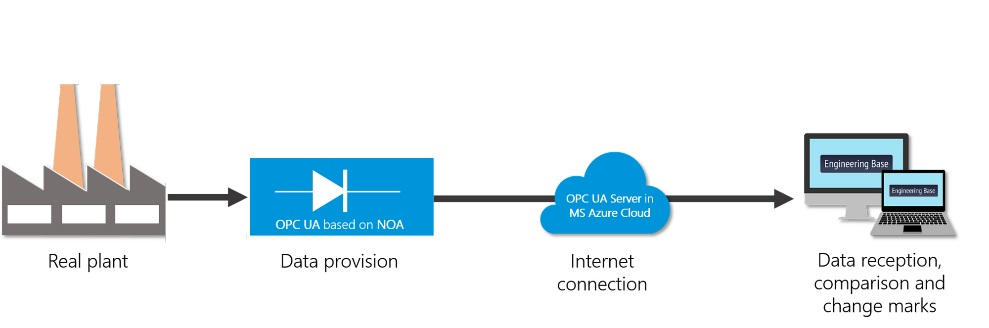 Engineering Base
Engineering Base
OPC UA Server in
MS Azure Cloud
OPC UA based on NOA
Real plant
Data provision
Internet
connection
Data reception,
comparison and
change marks